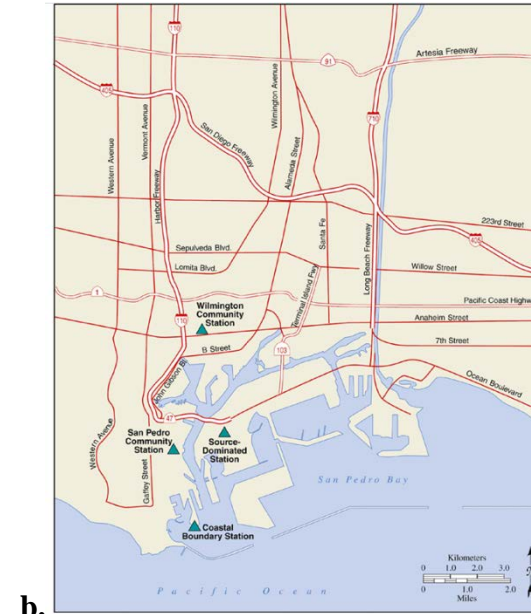 110
Artesia Freeway
91
405
Wilmington Avenue
710
Western Avenue
Vermont Avenue
Harbor Freeway
San Diego Freeway
Alameda Street
Santa Fe
Long Beach Freeway
223rd Street
405
Sepulveda Blvd.
Lomita Blvd.
Willow Street
1
Terminal Island Fwy
Pacific Coast Highw
110
Wilmington
Community
Station
Anaheim Street
B Street
103
7th Street
John Gibson Bl.
Ocean Boulevard
47
Western Avenue
Gaffey Street
San Pedro
Community
Station
Source-
Dominated
Station
San Pedro Bay
Coastal
Boundary Station
Kilometers
0 1.0 3.0
0 1.0 2.0
Miles
Pacific Ocean
b.